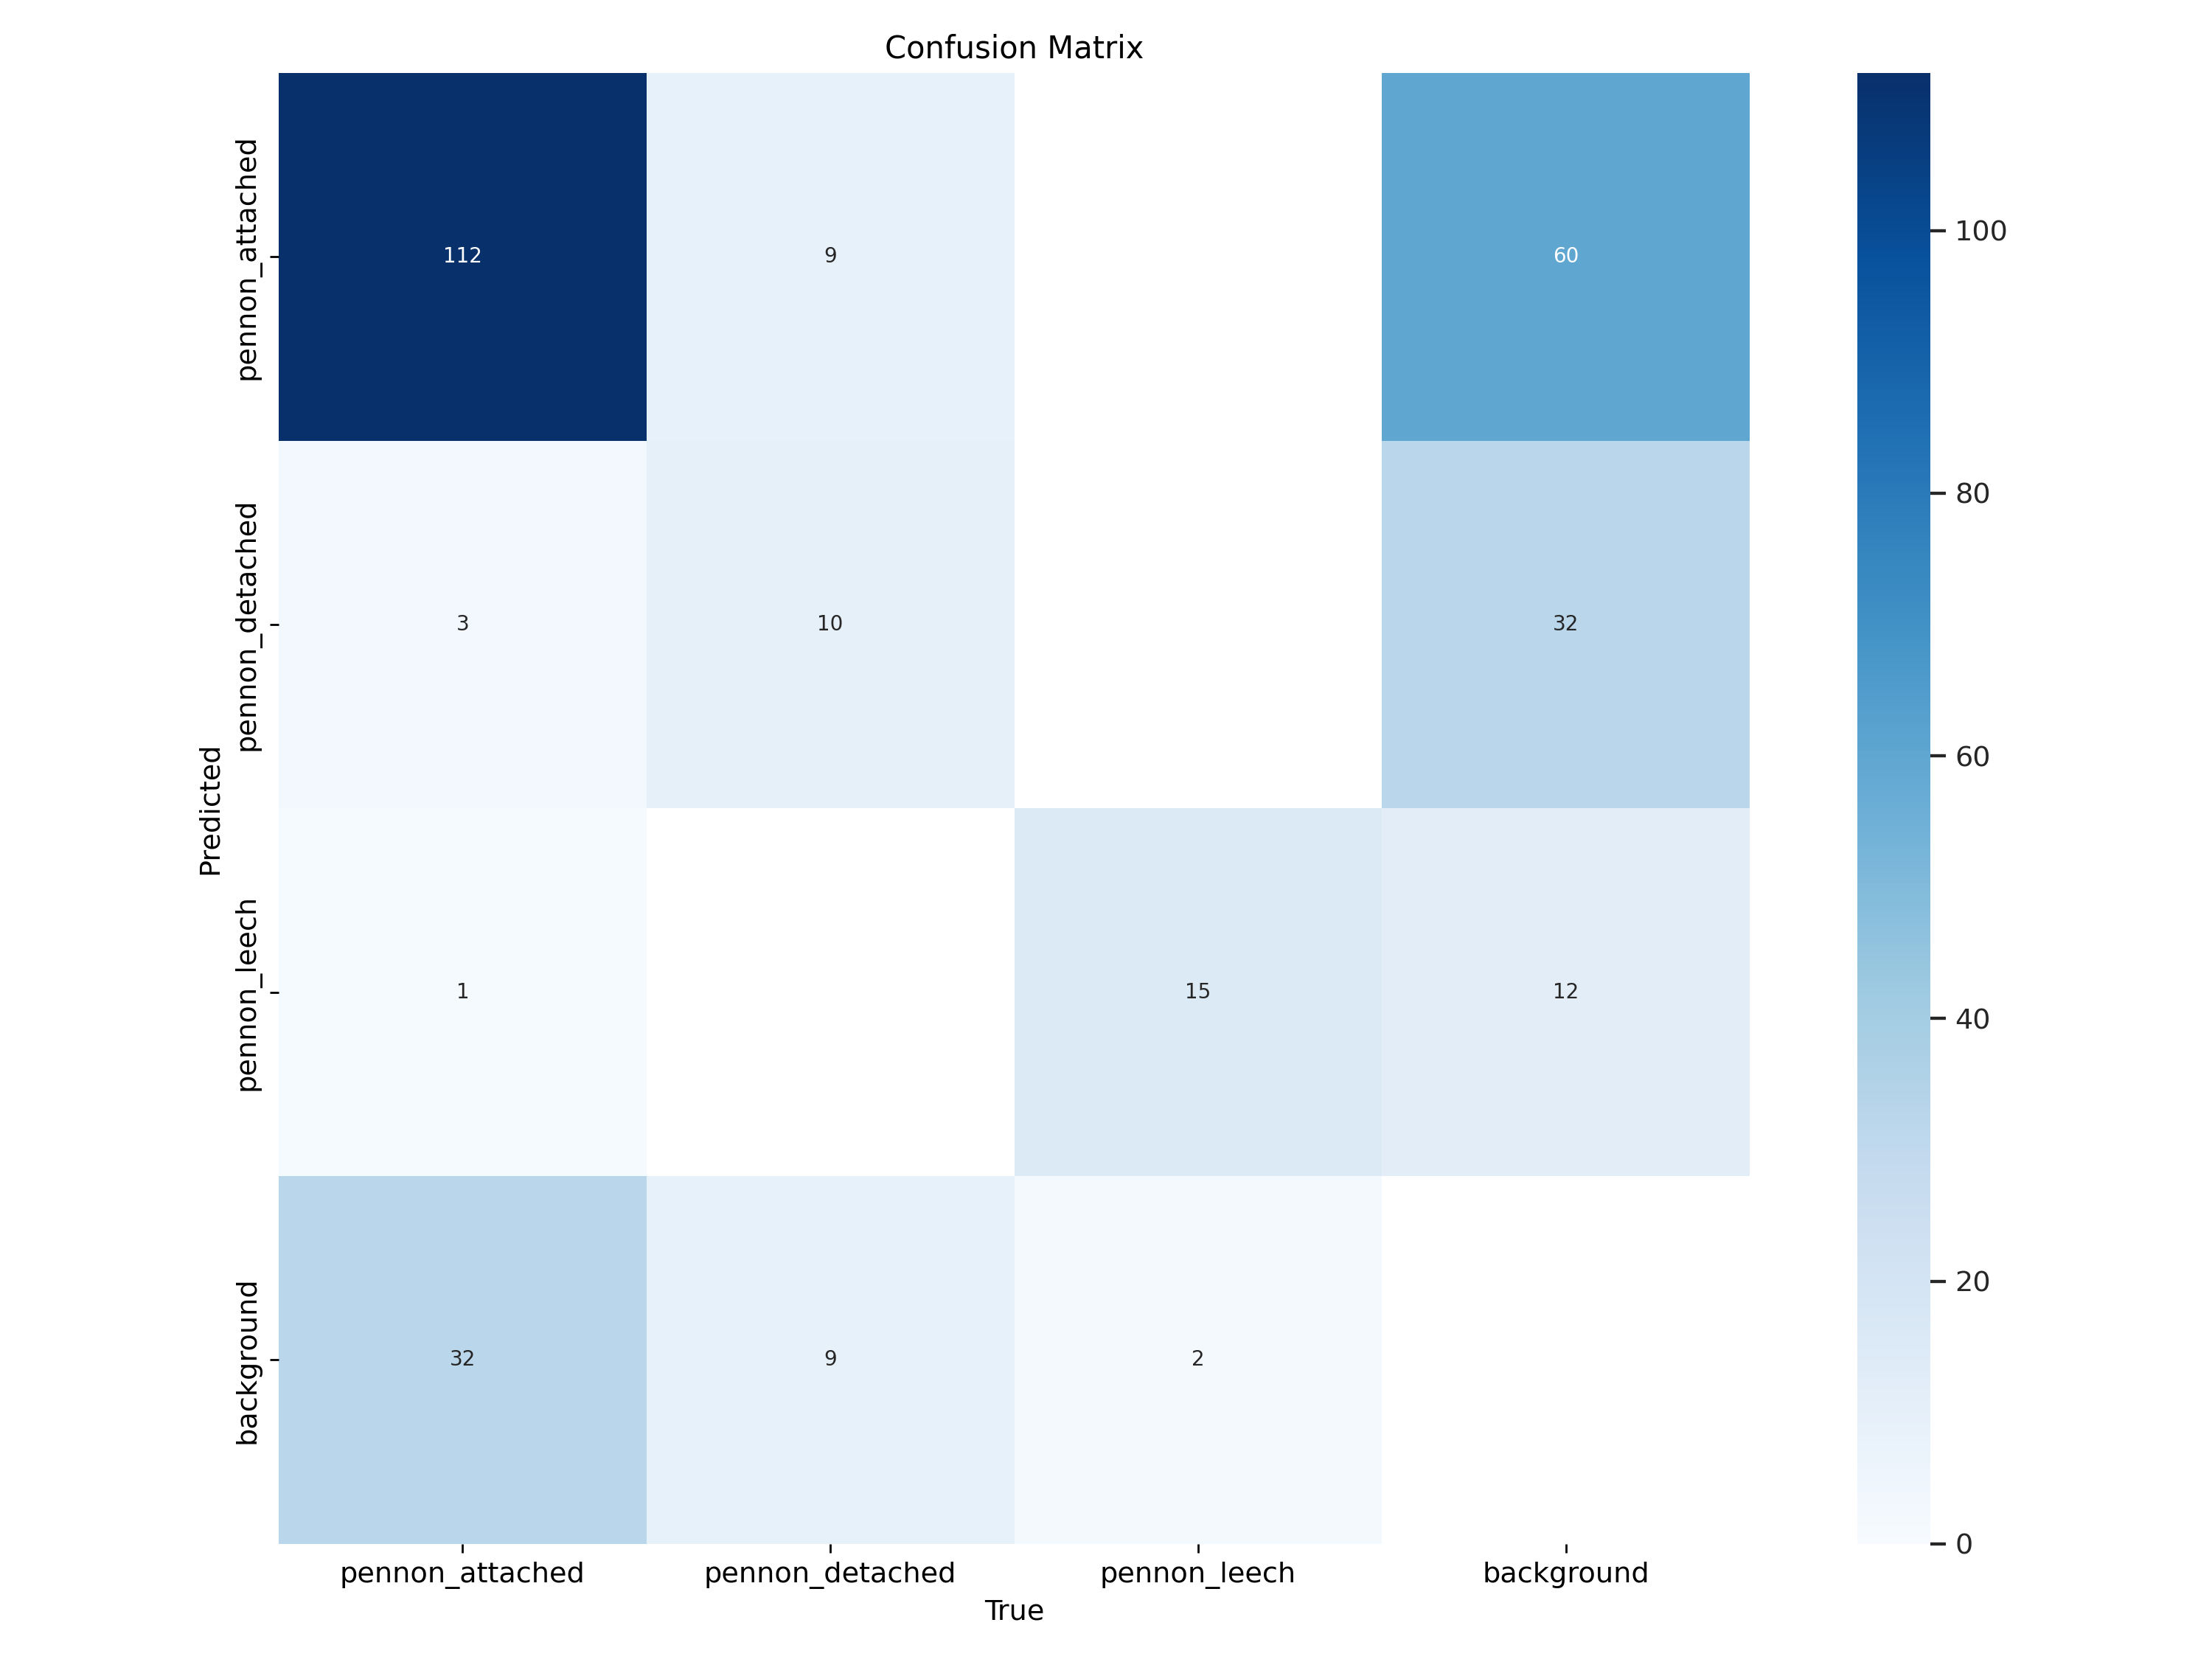 Confusion Matrix
pennon_attached
112
9
60
100
pennon_detached
3
10
32
80
60
Predicted
pennon_leech
1
15
12
40
background
32
9
2
20
0
pennon_attached
pennon_detached
pennon_leech
background
True